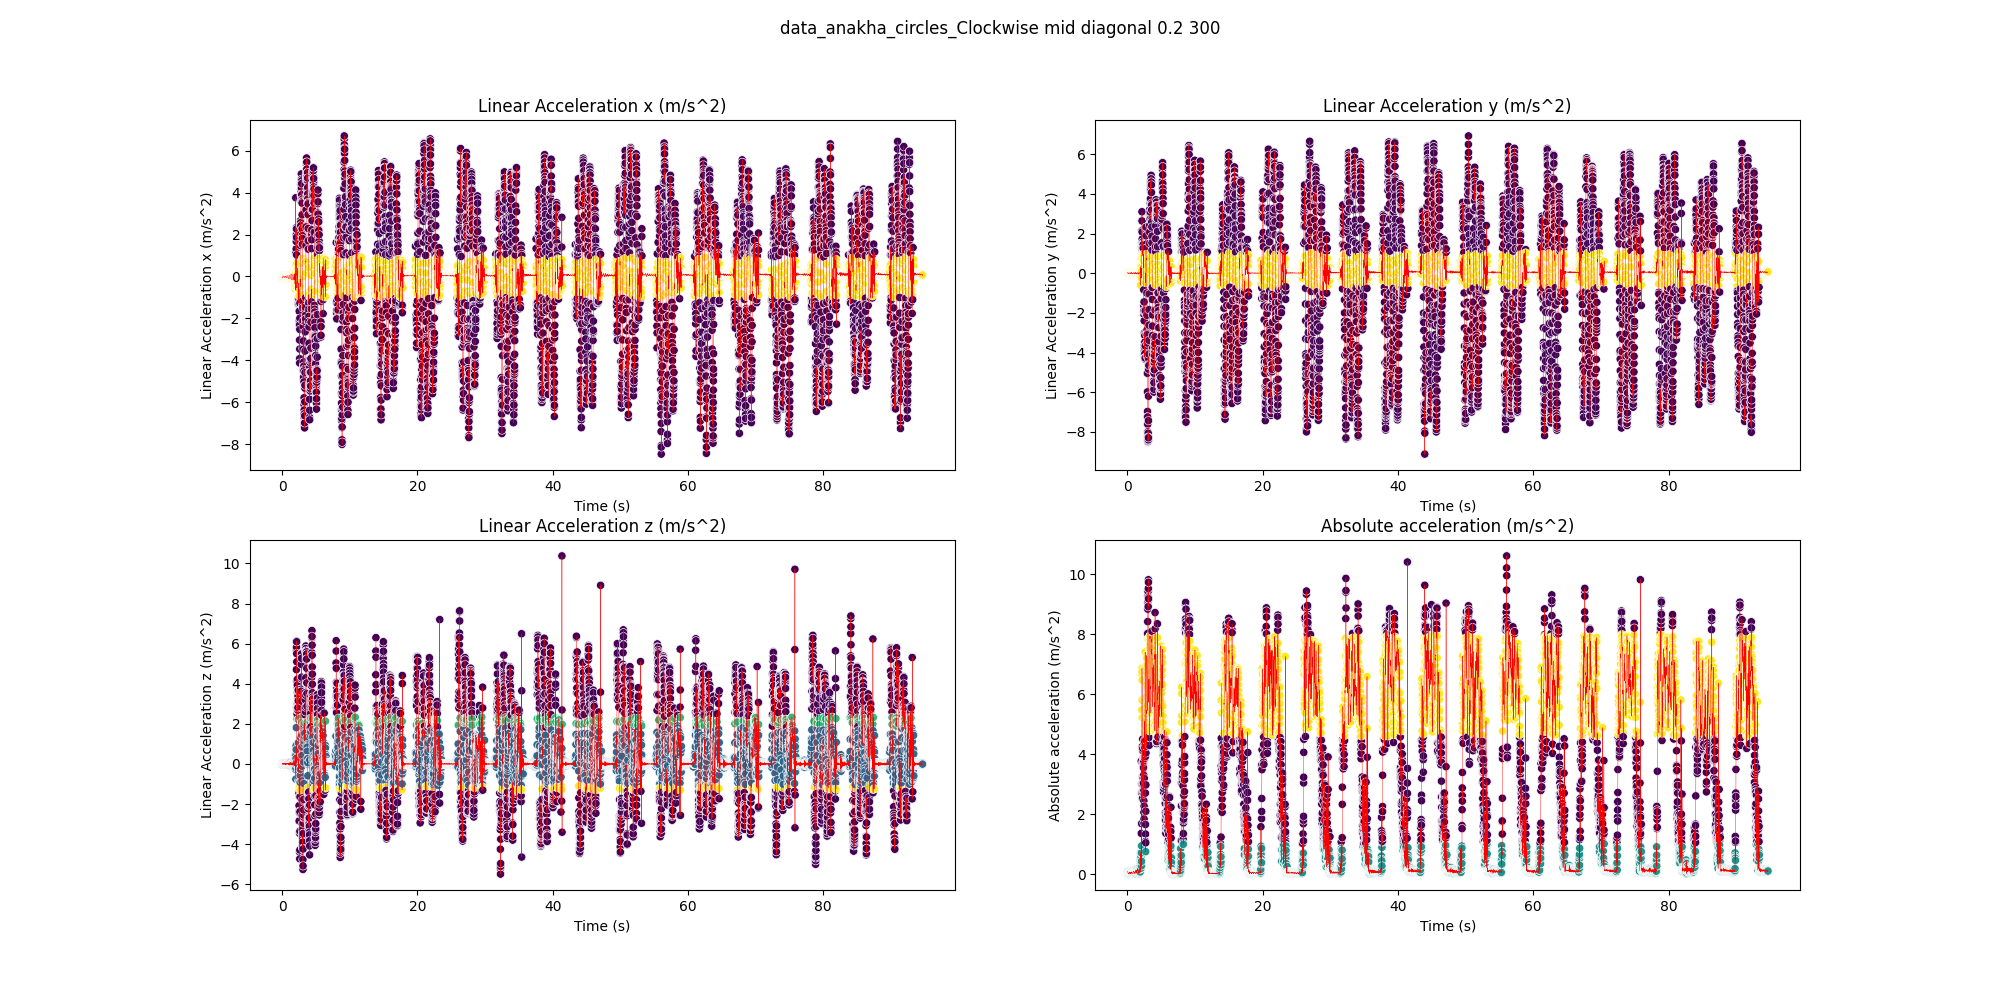 data_anakha_circles_Clockwise mid diagonal 0.2 300
Linear Acceleration x (m/s^2)
Linear Acceleration x (m/s^2)
6
4
2
0
−2
−4
−6
−8
0 20 40 60 80
Time (s)
Linear Acceleration y (m/s^2)
Linear Acceleration y (m/s^2)
6
4
2
0
−2
−4
−6
−8
0 20 40 60 80
Time (s)
Linear Acceleration z (m/s^2)
Linear Acceleration z (m/s^2)
10
8
6
4
2
0
−2
−4
−6
0 20 40 60 80
Time (s)
Absolute acceleration (m/s^2)
Absolute acceleration (m/s^2)
10
8
6
4
2
0
0 20 40 60 80
Time (s)